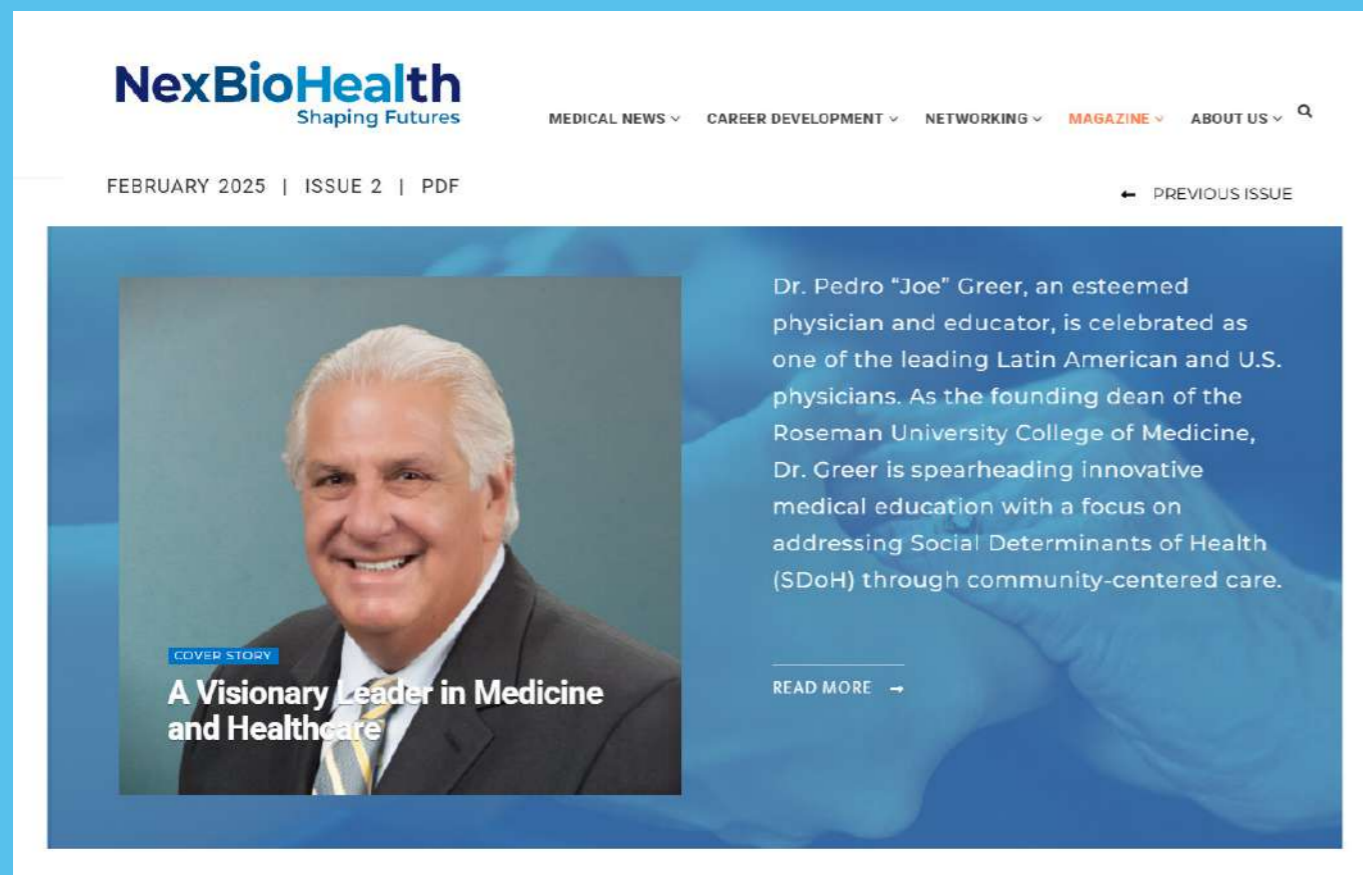 NexBioHealth
Shaping Futures
MEDICAL NEWS
CAREER DEVELOPMENT
NETWORKING
MAGAZINE
ABOUT US
FEBRUARY 2025 | ISSUE 2 | PDF
← PREVIOUS ISSUE
COVER STORY
A Visionary Leader in Medicine
and Healthcare
Dr. Pedro “Joe” Greer, an esteemed
physician and educator, is celebrated as
one of the leading Latin American and U.S.
physicians. As the founding dean of the
Roseman University College of Medicine,
Dr. Greer is spearheading innovative
medical education with a focus on
addressing Social Determinants of Health
(SDoH) through community-centered care.
READ MORE →